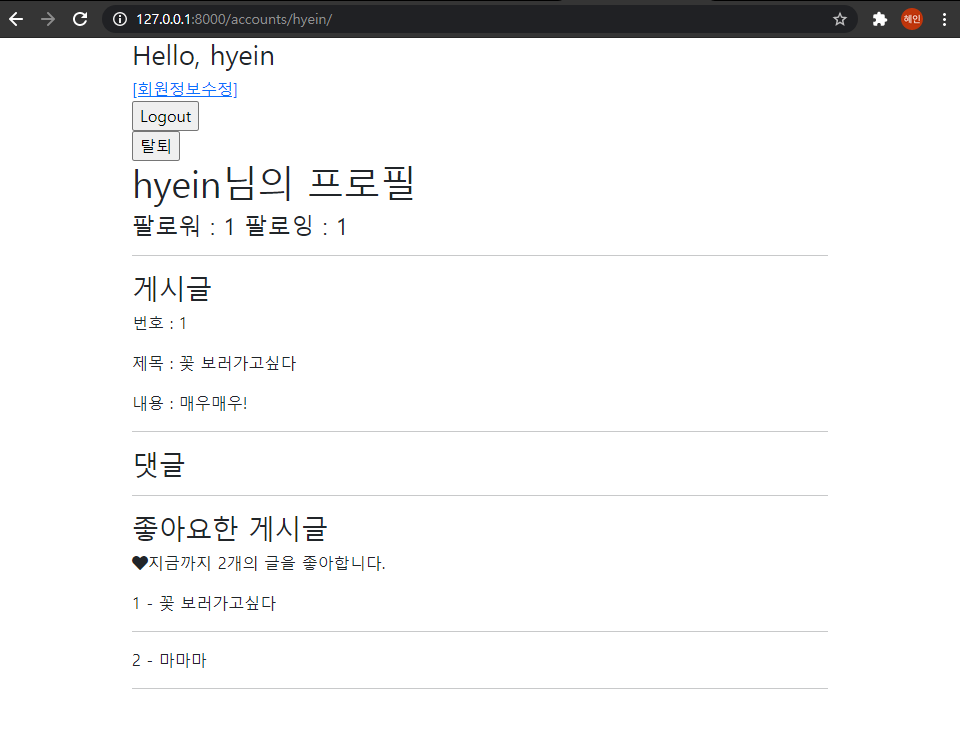 127.0.0.1:8000/accounts/hyein/
혜인
Hello, hyein
[회원정보수정]
Logout
탈퇴
hyein님의 프로필
팔로워 : 1 팔로잉 : 1
게시글
번호 : 1
제목 : 꽃 보러가고싶다
내용 : 매우매우!
댓글
좋아요한 게시글
♥지금까지 2개의 글을 좋아합니다.
1 - 꽃 보러가고싶다
2 - 마마마